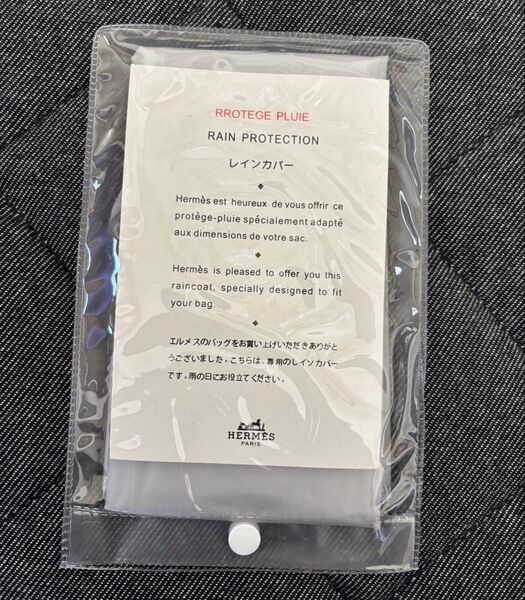 RROTEGE PLUIE
RAIN PROTECTION
レインカバー
Hermès est heureux de vous offrir ce
protège-pluie spécialement adapté
aux dimensions de votre sac.
Hermès is pleased to offer you this
raincoat, specially designed to fit
your bag.
エルメスのバッグをお買い上げいただきありがと
うございました。こちらは、専用のレイソカバー
です。雨の日にお役立てください。
HERMÈS
PARIS